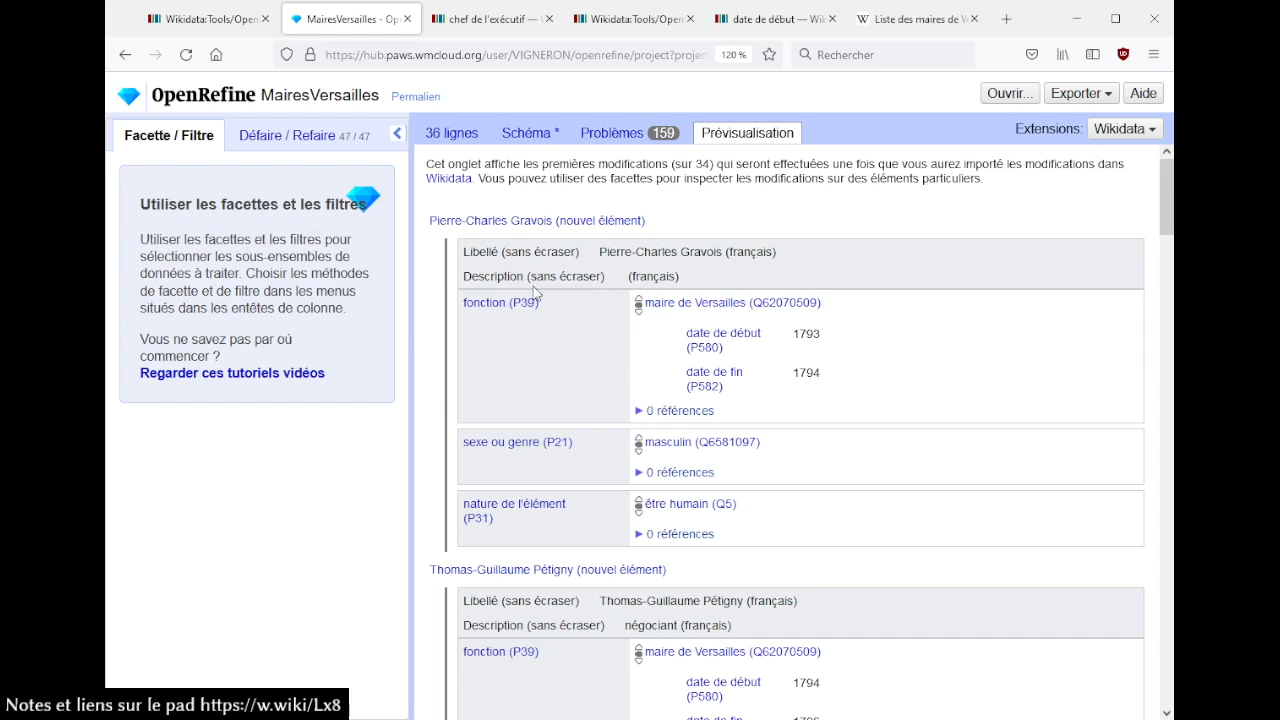 Wikidata:Tools/Open
MairesVersailles - Op
chef de l'exécutif — 
Wikidata:Tools/Open
date de début — Wik
Liste des maires de Ve
https://hub.paws.wmcloud.org/user/VIGNERON/openrefine/project?projec
120 %
Rechercher
OpenRefine MairesVersailles Permalien
Ouvrir... Exporter Aide
Facette / Filtre
Défaire / Refaire 47 / 47
36 lignes
Schéma *
Problèmes 159
Prévisualisation
Extensions: Wikidata
Utiliser les facettes et les filtres
Utiliser les facettes et les filtres pour
sélectionner les sous-ensembles de
données à traiter. Choisir les méthodes
de facette et de filtre dans les menus
situés dans les entêtes de colonne.
Vous ne savez pas par où
commencer ?
Regarder ces tutoriels vidéos
Cet onglet affiche les premières modifications (sur 34) qui seront effectuées une fois que vous aurez importé les modifications dans
Wikidata. Vous pouvez utiliser des facettes pour inspecter les modifications sur des éléments particuliers.
Pierre-Charles Gravois (nouvel élément)
Libellé (sans écraser) Pierre-Charles Gravois (français)
Description (sans écraser) (français)
fonction (P39)
maire de Versailles (Q62070509)
date de début
(P580)
1793
date de fin
(P582)
1794
0 références
sexe ou genre (P21)
masculin (Q6581097)
0 références
nature de l'élément
(P31)
être humain (Q5)
0 références
Thomas-Guillaume Pétigny (nouvel élément)
Libellé (sans écraser) Thomas-Guillaume Pétigny (français)
Description (sans écraser) négociant (français)
fonction (P39)
maire de Versailles (Q62070509)
date de début
(P580)
1794
Notes et liens sur le pad https://w.wiki/Lx8